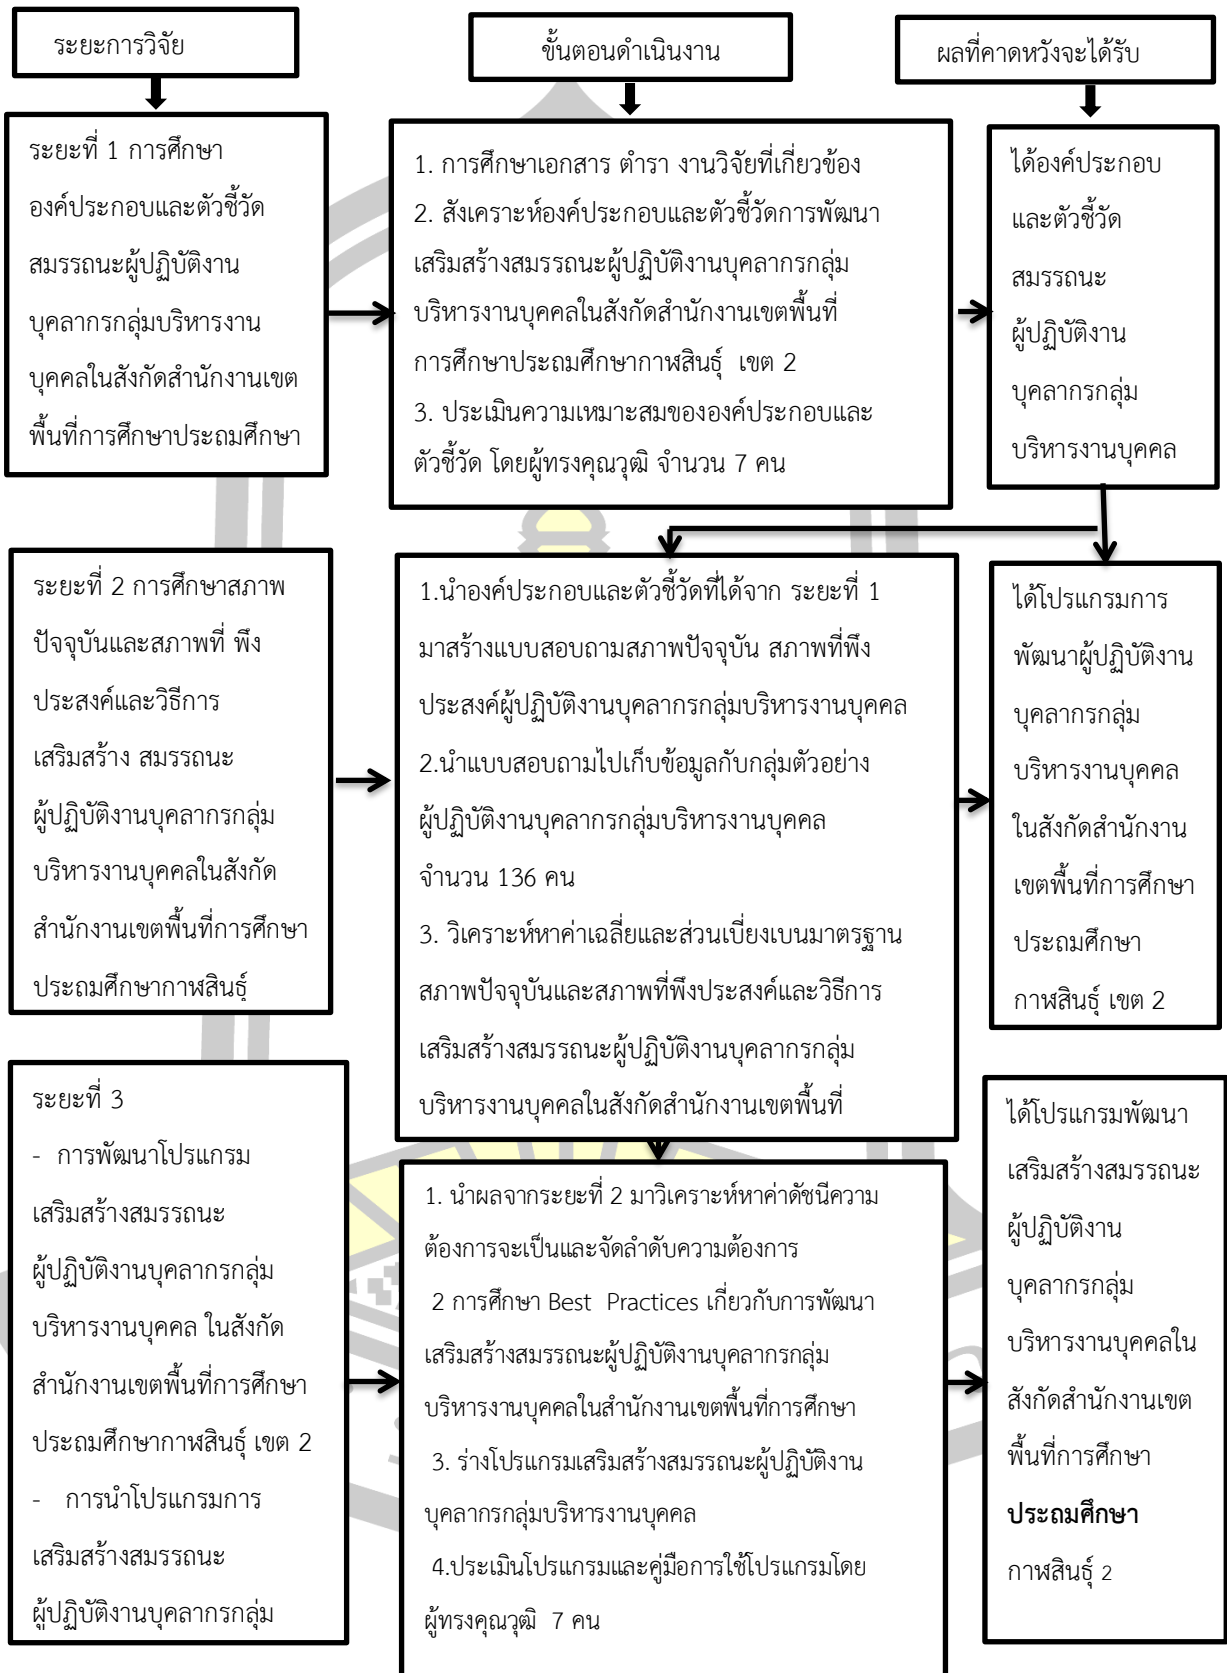 ระยะการวิจัย
ขั้นตอนดำเนินงาน
ผลที่คาดหวังจะได้รับ
ระยะที่ 1 การศึกษา
องค์ประกอบและตัวชี้วัด
สมรรถนะผู้ปฏิบัติงาน
บุคลากรกลุ่มบริหารงาน
บุคคลในสังกัดสำนักงานเขต
พื้นที่การศึกษาประถมศึกษา
1. การศึกษาเอกสาร ตำรา งานวิจัยที่เกี่ยวข้อง
2. สังเคราะห์องค์ประกอบและตัวชี้วัดการพัฒนา
เสริมสร้างสมรรถนะผู้ปฏิบัติงานบุคลากรกลุ่ม
บริหารงานบุคคลในสังกัดสำนักงานเขตพื้นที่
การศึกษาประถมศึกษากาฬสินธุ์ เขต 2
3. ประเมินความเหมาะสมขององค์ประกอบและ
ตัวชี้วัด โดยผู้ทรงคุณวุฒิ จำนวน 7 คน
ได้องค์ประกอบ
และตัวชี้วัด
สมรรถนะ
ผู้ปฏิบัติงาน
บุคลากรกลุ่ม
บริหารงานบุคคล
ระยะที่ 2 การศึกษาสภาพ
ปัจจุบันและสภาพที่ พึง
ประสงค์และวิธีการ
เสริมสร้าง สมรรถนะ
ผู้ปฏิบัติงานบุคลากรกลุ่ม
บริหารงานบุคคลในสังกัด
สำนักงานเขตพื้นที่การศึกษา
ประถมศึกษากาฬสินธุ์
1.นำองค์ประกอบและตัวชี้วัดที่ได้จาก ระยะที่ 1
มาสร้างแบบสอบถามสภาพปัจจุบัน สภาพที่พึง
ประสงค์ผู้ปฏิบัติงานบุคลากรกลุ่มบริหารงานบุคคล
2.นำแบบสอบถามไปเก็บข้อมูลกับกลุ่มตัวอย่าง
ผู้ปฏิบัติงานบุคลากรกลุ่มบริหารงานบุคคล
จำนวน 136 คน
3. วิเคราะห์หาค่าเฉลี่ยและส่วนเบี่ยงเบนมาตรฐาน
สภาพปัจจุบันและสภาพที่พึงประสงค์และวิธีการ
เสริมสร้างสมรรถนะผู้ปฏิบัติงานบุคลากรกลุ่ม
บริหารงานบุคคลในสังกัดสำนักงานเขตพื้นที่
ได้โปรแกรมการ
พัฒนาผู้ปฏิบัติงาน
บุคลากรกลุ่ม
บริหารงานบุคคล
ในสังกัดสำนักงาน
เขตพื้นที่การศึกษา
ประถมศึกษา
กาฬสินธุ์ เขต 2
ระยะที่ 3
- การพัฒนาโปรแกรม
เสริมสร้างสมรรถนะ
ผู้ปฏิบัติงานบุคลากรกลุ่ม
บริหารงานบุคคล ในสังกัด
สำนักงานเขตพื้นที่การศึกษา
ประถมศึกษากาฬสินธุ์ เขต 2
- การนำโปรแกรมการ
เสริมสร้างสมรรถนะ
ผู้ปฏิบัติงานบุคลากรกลุ่ม
1. นำผลจากระยะที่ 2 มาวิเคราะห์หาค่าดัชนีความ
ต้องการจะเป็นและจัดลำดับความต้องการ
2 การศึกษา Best Practices เกี่ยวกับการพัฒนา
เสริมสร้างสมรรถนะผู้ปฏิบัติงานบุคลากรกลุ่ม
บริหารงานบุคคลในสำนักงานเขตพื้นที่การศึกษา
3. ร่างโปรแกรมเสริมสร้างสมรรถนะผู้ปฏิบัติงาน
บุคลากรกลุ่มบริหารงานบุคคล
4.ประเมินโปรแกรมและคู่มือการใช้โปรแกรมโดย
ผู้ทรงคุณวุฒิ 7 คน
ได้โปรแกรมพัฒนา
เสริมสร้างสมรรถนะ
ผู้ปฏิบัติงาน
บุคลากรกลุ่ม
บริหารงานบุคคลใน
สังกัดสำนักงานเขต
พื้นที่การศึกษา
ประถมศึกษา
กาฬสินธุ์ 2